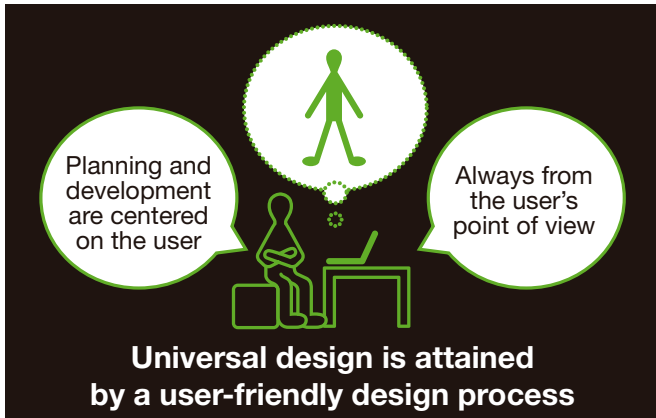 Planning and
development
are centered
on the user
Always from
the user's
point of view
Universal design is attained
by a user-friendly design process